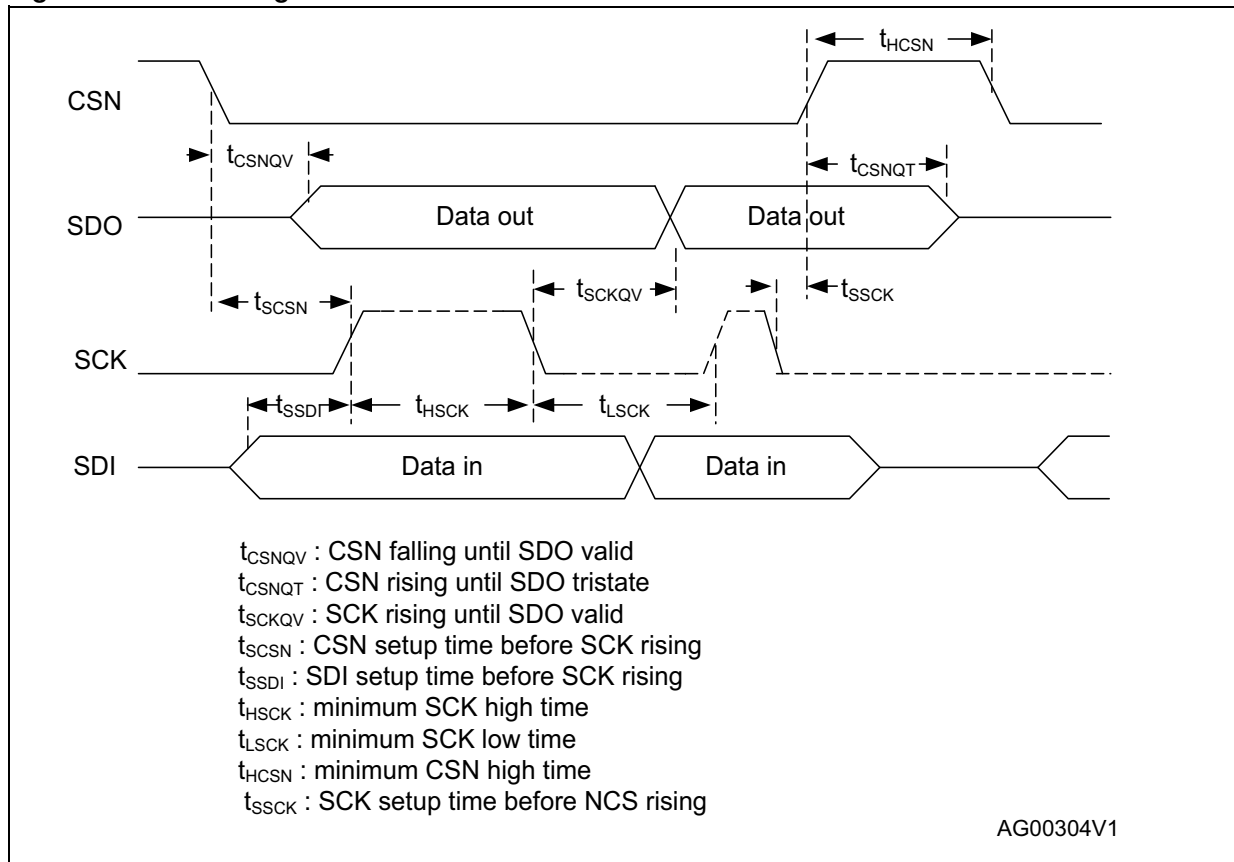 CSN
tHCSN
tCSNQV
tCSNQT
SDO
Data out
Data out
tSCSN
tSCKQV
tSSCK
SCK
tSSDI
tHSCK
tLSCK
SDI
Data in
Data in
tCSNQV : CSN falling until SDO valid
tCSNQT : CSN rising until SDO tristate
tSCKQV : SCK rising until SDO valid
tSCSN : CSN setup time before SCK rising
tSSDI : SDI setup time before SCK rising
tHSCK : minimum SCK high time
tLSCK : minimum SCK low time
tHCSN : minimum CSN high time
tSSCK : SCK setup time before NCS rising
AG00304V1